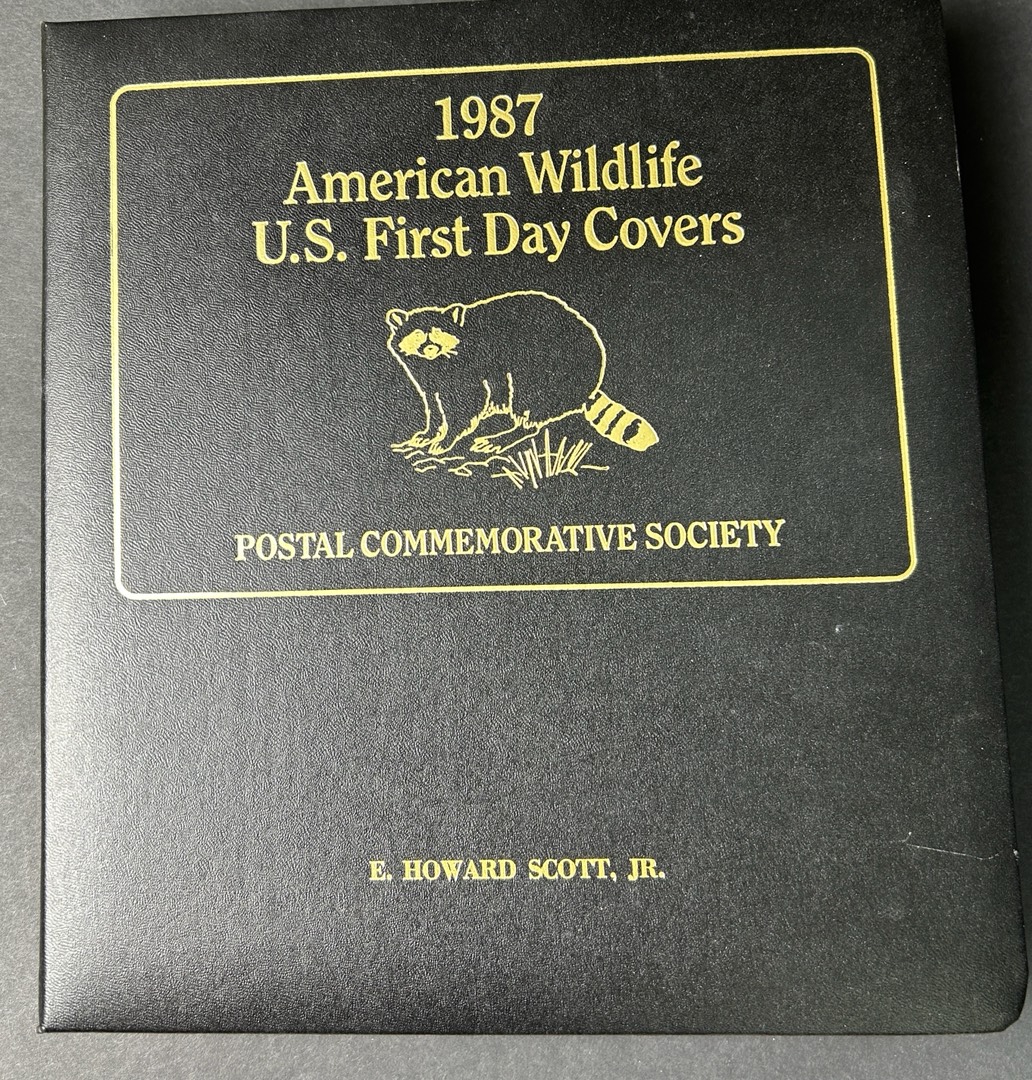 1987
American Wildlife
U.S. First Day Covers
POSTAL COMMEMORATIVE SOCIETY
E. HOWARD SCOTT, JR.